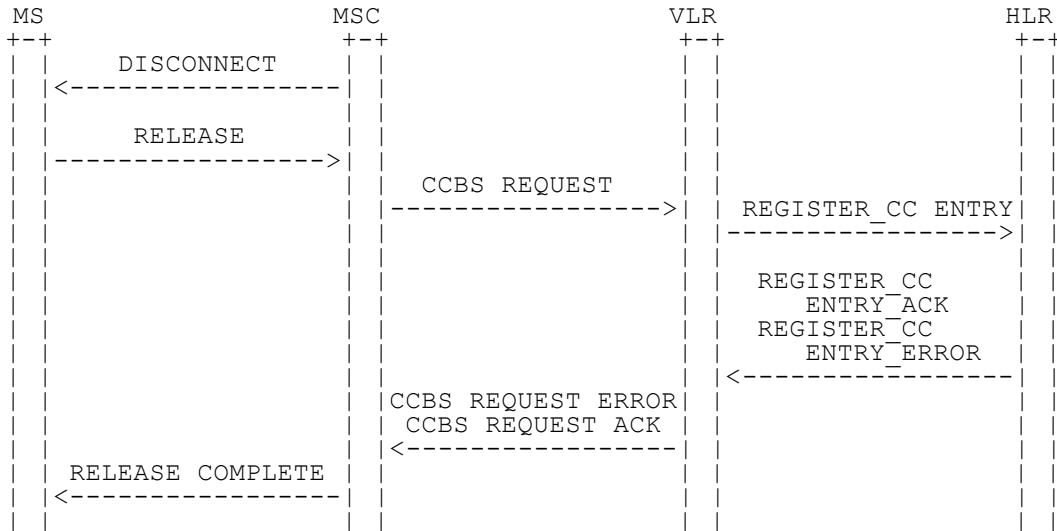 MS MSC VLR HLR
DISCONNECT
RELEASE
CCBS REQUEST
REGISTER_CC ENTRY
REGISTER_CC
ENTRY_ACK
REGISTER_CC
ENTRY_ERROR
CCBS REQUEST ERROR
CCBS REQUEST ACK
RELEASE COMPLETE